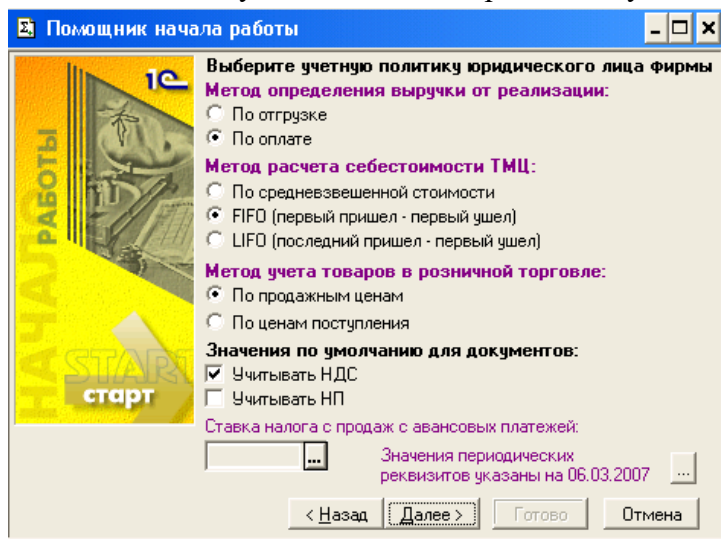 Помощник начала работы
Выберите учетную политику юридического лица фирмы
Метод определения выручки от реализации:
По отгрузке
По оплате
Метод расчета себестоимости ТМЦ:
По средневзвешенной стоимости
FIFO (первый пришел - первый ушел)
LIFO (последний пришел - первый ушел)
Метод учета товаров в розничной торговле:
По продажным ценам
По ценам поступления
Значения по умолчанию для документов:
Учитывать НДС
Учитывать НП
Ставка налога с продаж с авансовых платежей:
...
Значения периодических
реквизитов указаны на 06.03.2007
...
< Назад
Далее >
Готово
Отмена
1С
НАЧАЛО
РАБОТЫ
START
старт